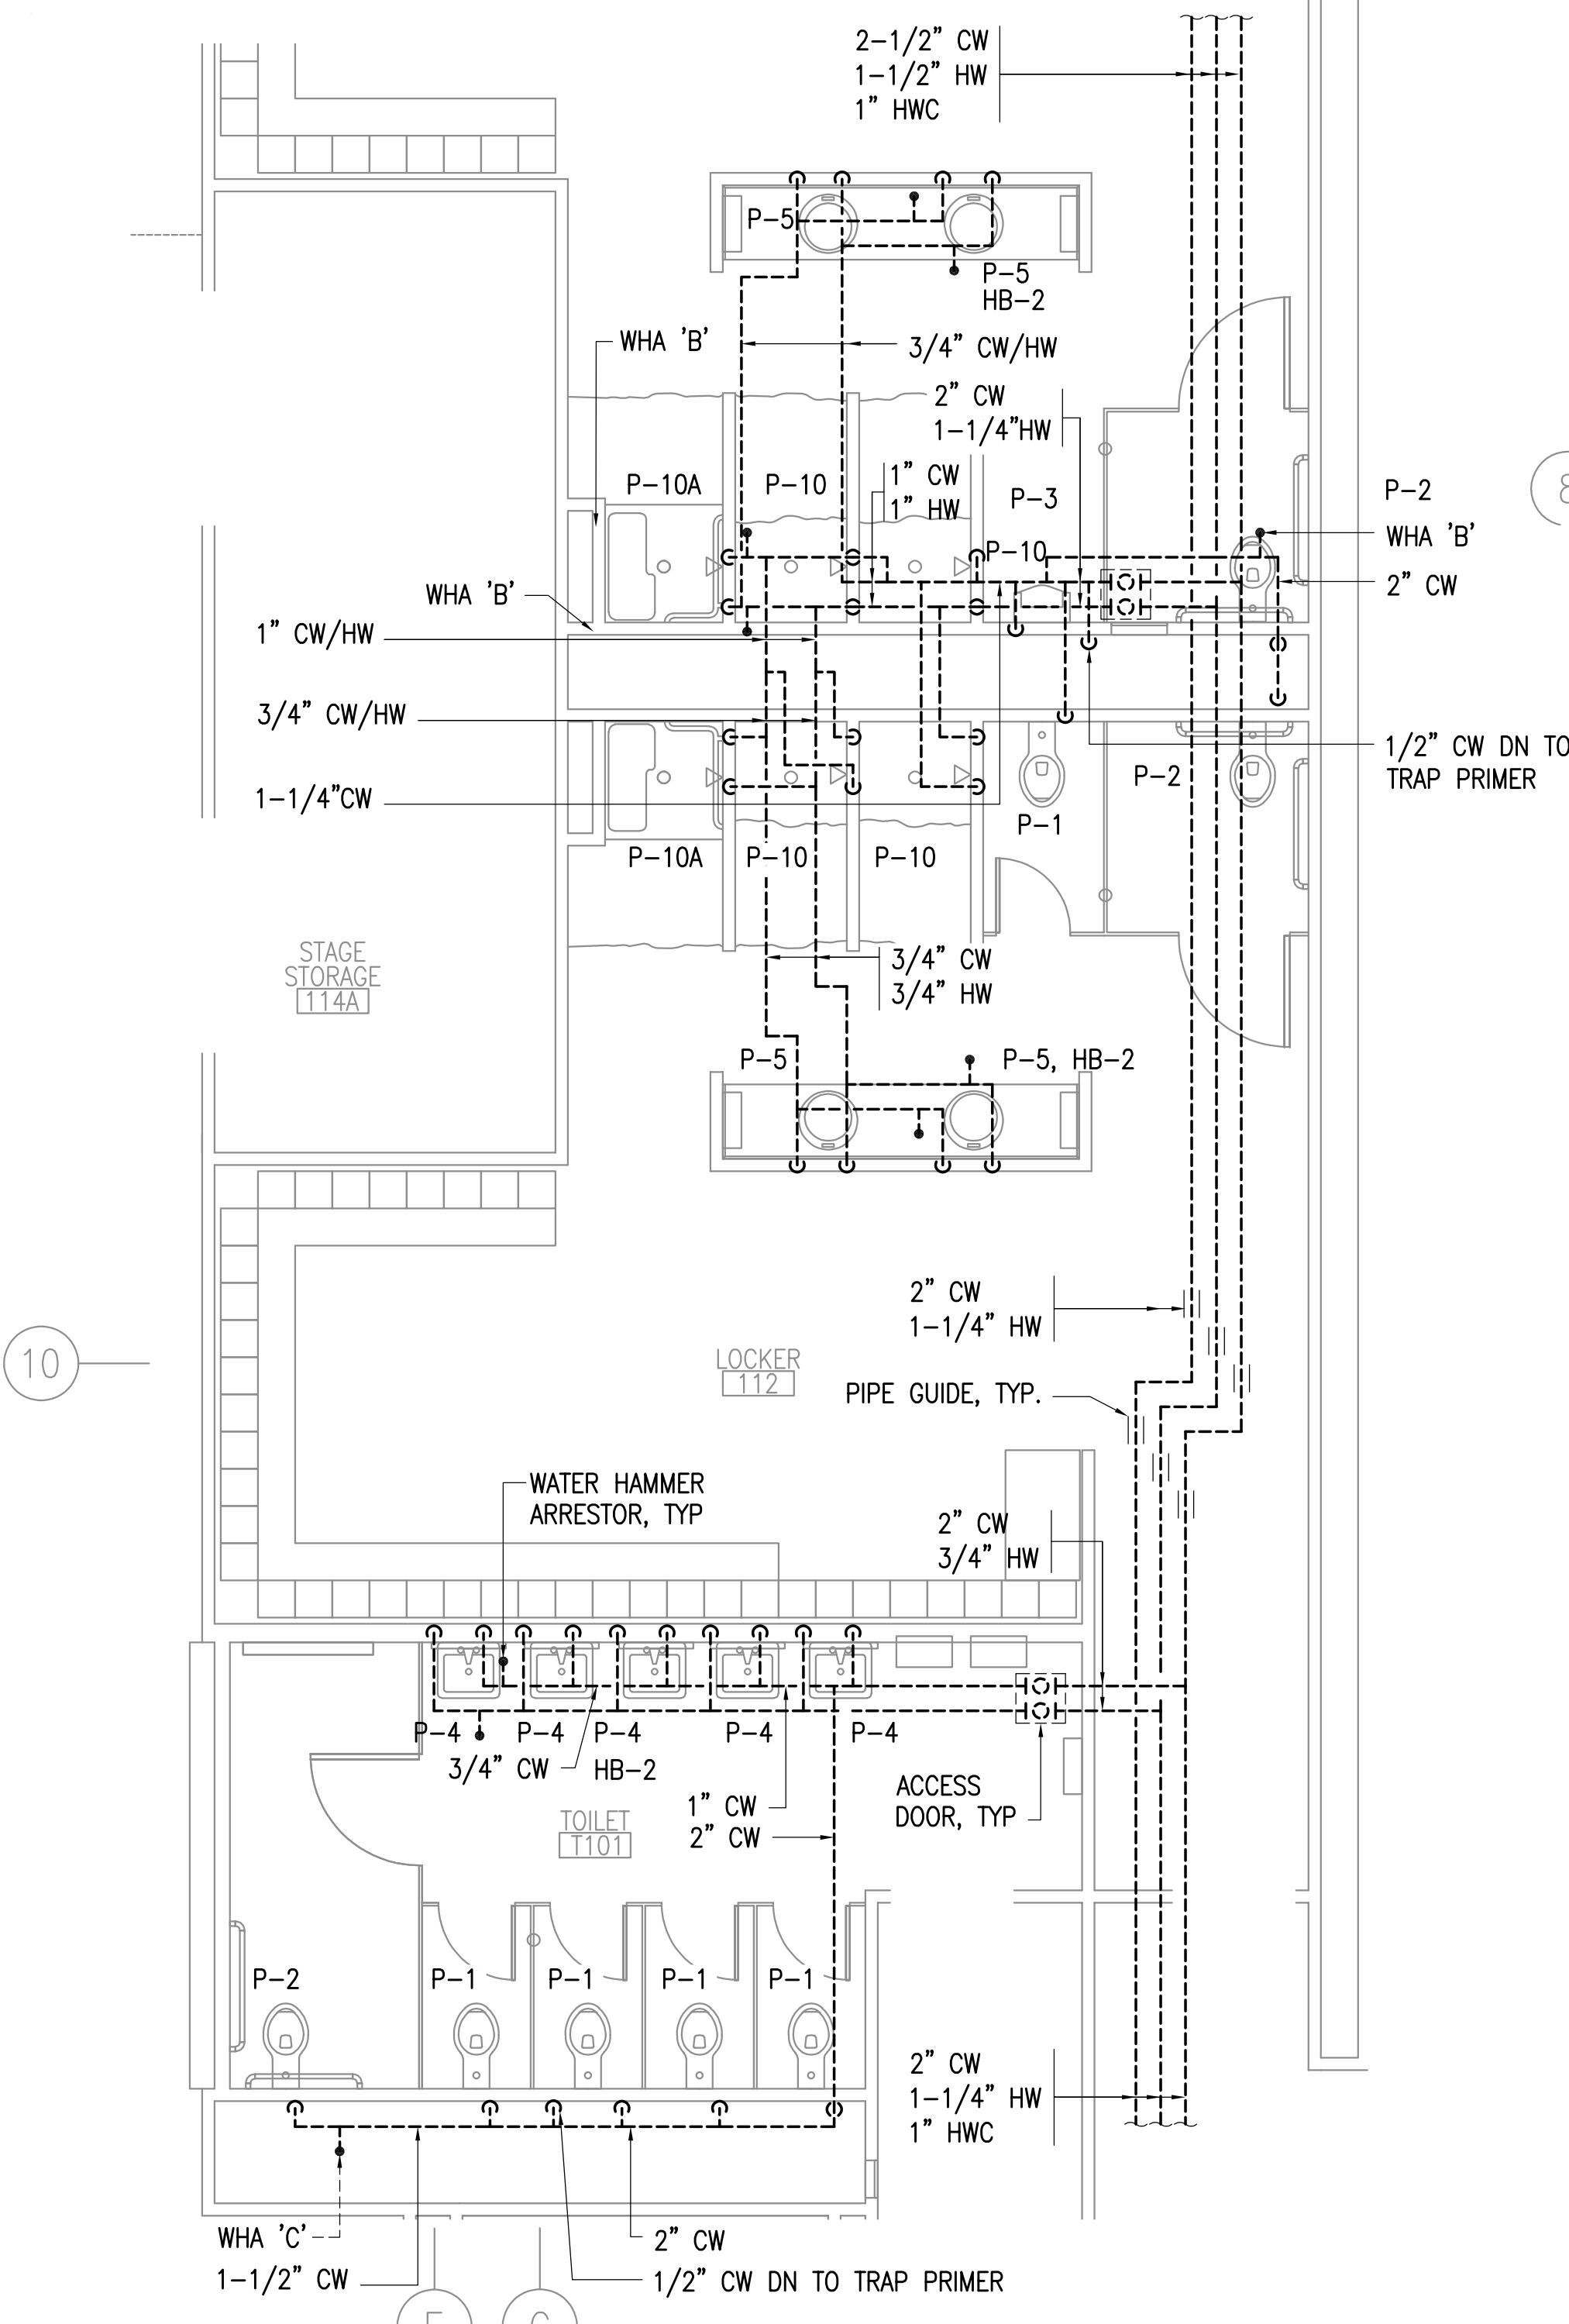 2-1/2" CW
1-1/2" HW
1" HWC
P-5
P-5
HB-2
WHA 'B'
3/4" CW/HW
2" CW
1-1/4"HW
P-10A
P-10
1" CW
1" HW
P-3
P-2
P-10
WHA 'B'
WHA 'B'
2" CW
1" CW/HW
3/4" CW/HW
1/2" CW DN TO
TRAP PRIMER
P-2
1-1/4"CW
P-1
P-10A
P-10
P-10
STAGE
STORAGE
114A
3/4" CW
3/4" HW
P-5
P-5, HB-2
2" CW
1-1/4" HW
10
LOCKER
112
PIPE GUIDE, TYP.
WATER HAMMER
ARRESTOR, TYP
2" CW
3/4" HW
P-4
P-4
P-4
P-4
P-4
3/4" CW
HB-2
1" CW
2" CW
ACCESS
DOOR, TYP
TOILET
T101
P-2
P-1
P-1
P-1
P-1
2" CW
1-1/4" HW
1" HWC
WHA 'C'
2" CW
1-1/2" CW
1/2" CW DN TO TRAP PRIMER